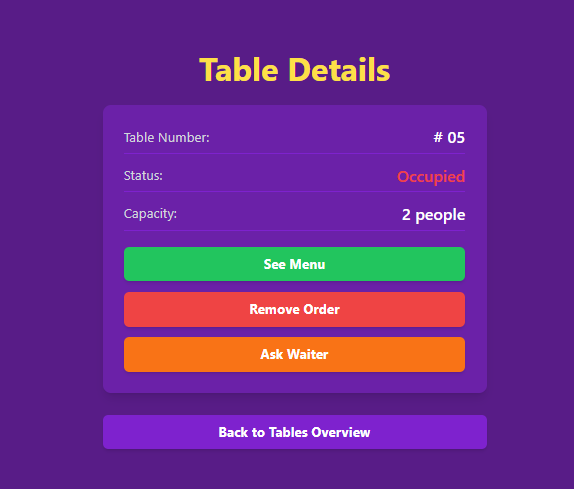 Table Details
Table Number: # 05
Status: Occupied
Capacity: 2 people
See Menu
Remove Order
Ask Waiter
Back to Tables Overview